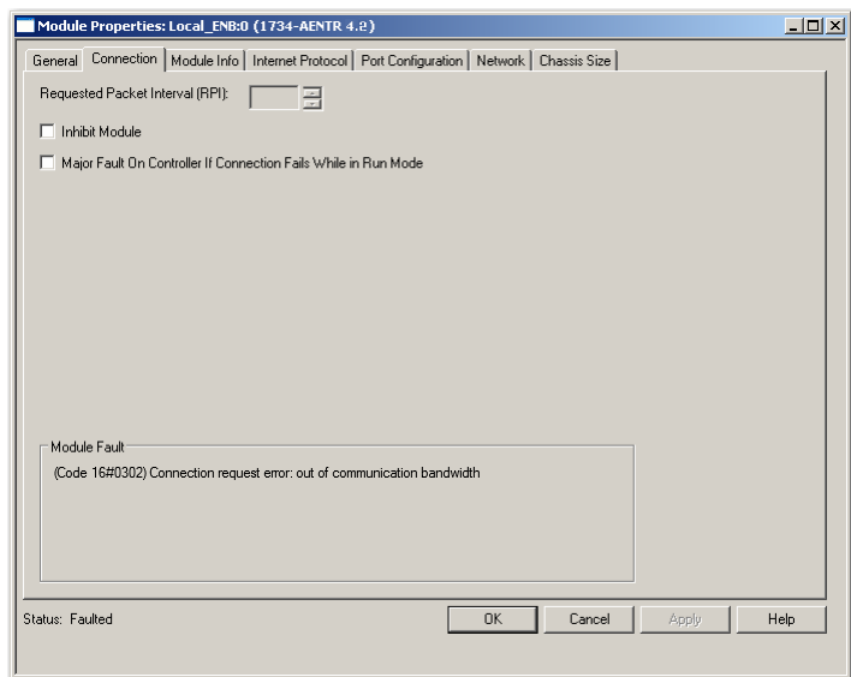 Module Properties: Local_ENB:0 (1734-AENTR 4.2)
General Connection Module Info Internet Protocol Port Configuration Network Chassis Size
Requested Packet Interval (RPI):
Inhibit Module
Major Fault On Controller If Connection Fails While in Run Mode
Module Fault
(Code 16#0302) Connection request error: out of communication bandwidth
Status: Faulted OK Cancel Apply Help